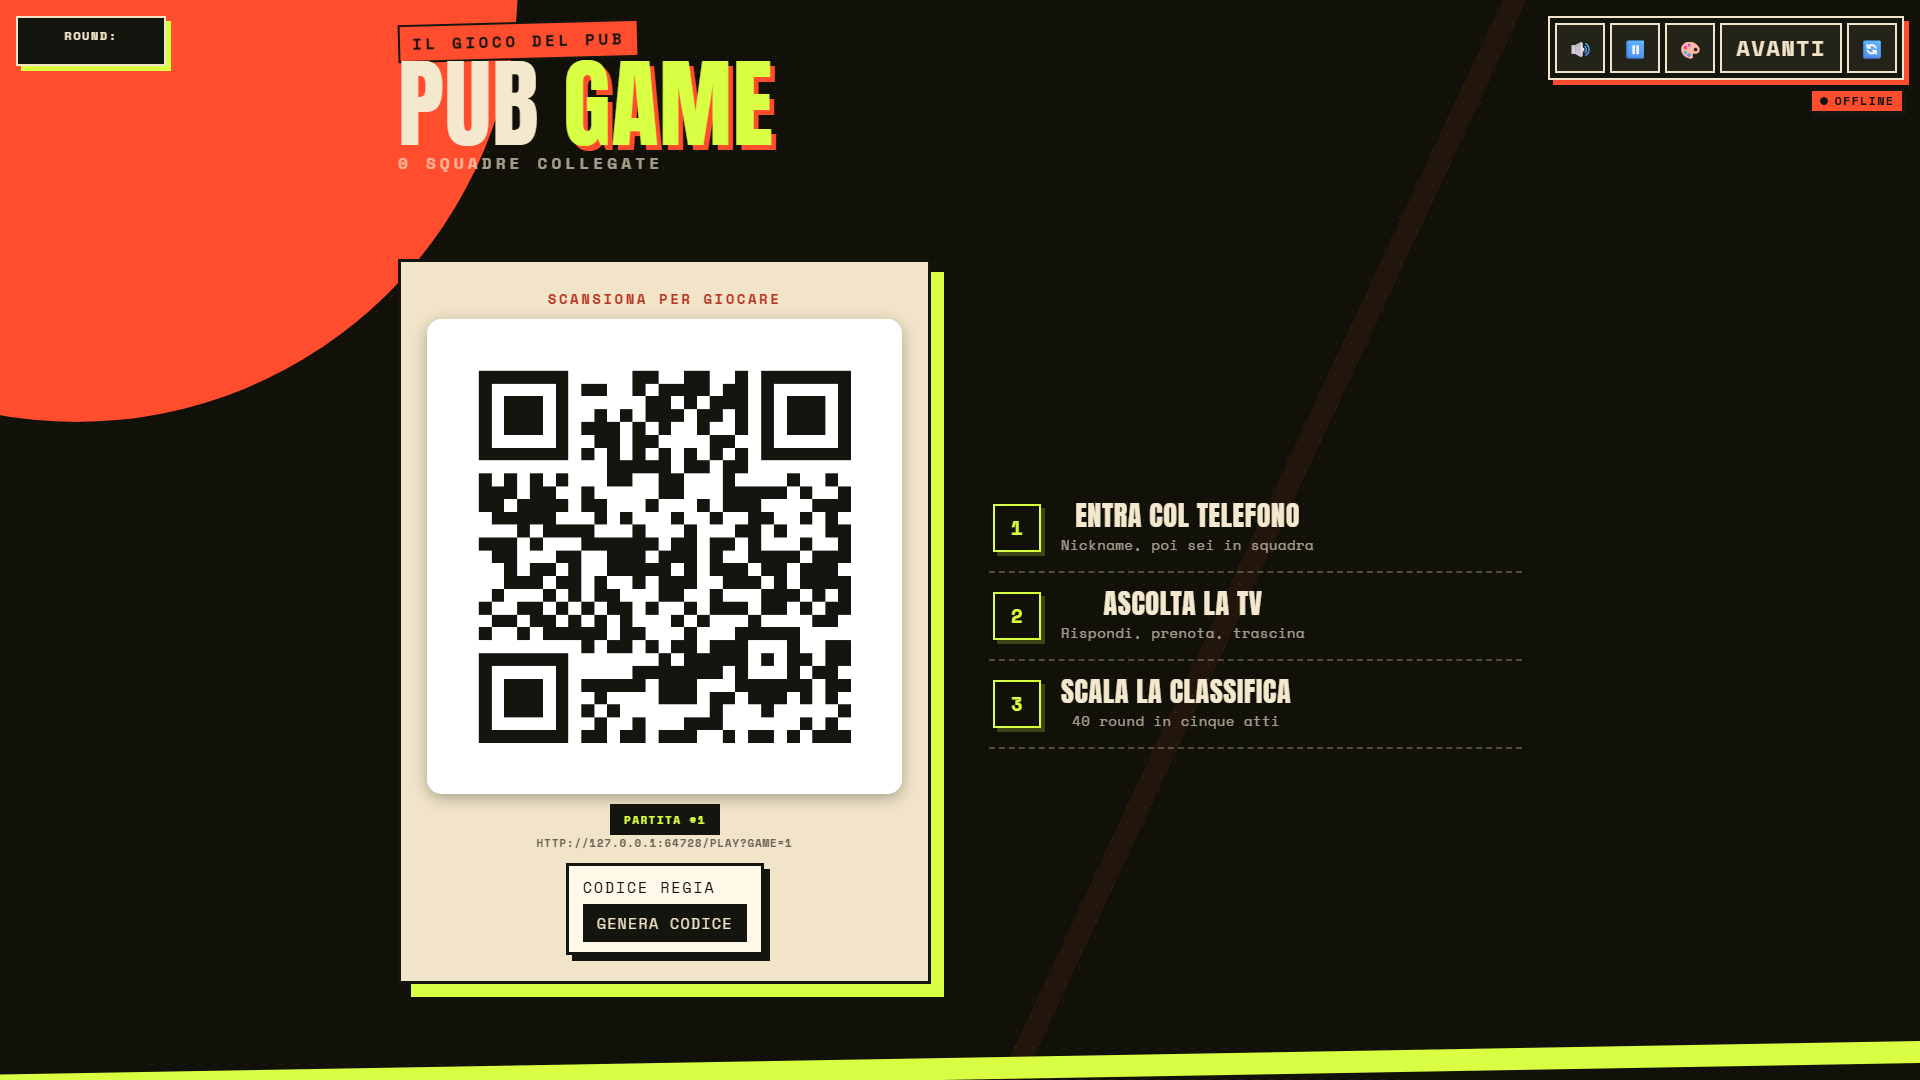 ROUND:
IL GIOCO DEL PUB
PUB GAME
0 SQUADRE COLLEGATE
AVANTI
OFFLINE
SCANSIONA PER GIOCARE
PARTITA #1
HTTP://127.0.0.1:64728/PLAY?GAME=1
CODICE REGIA
GENERA CODICE
1
ENTRA COL TELEFONO
Nickname, poi sei in squadra
2
ASCOLTA LA TV
Rispondi, prenota, trascina
3
SCALA LA CLASSIFICA
40 round in cinque atti